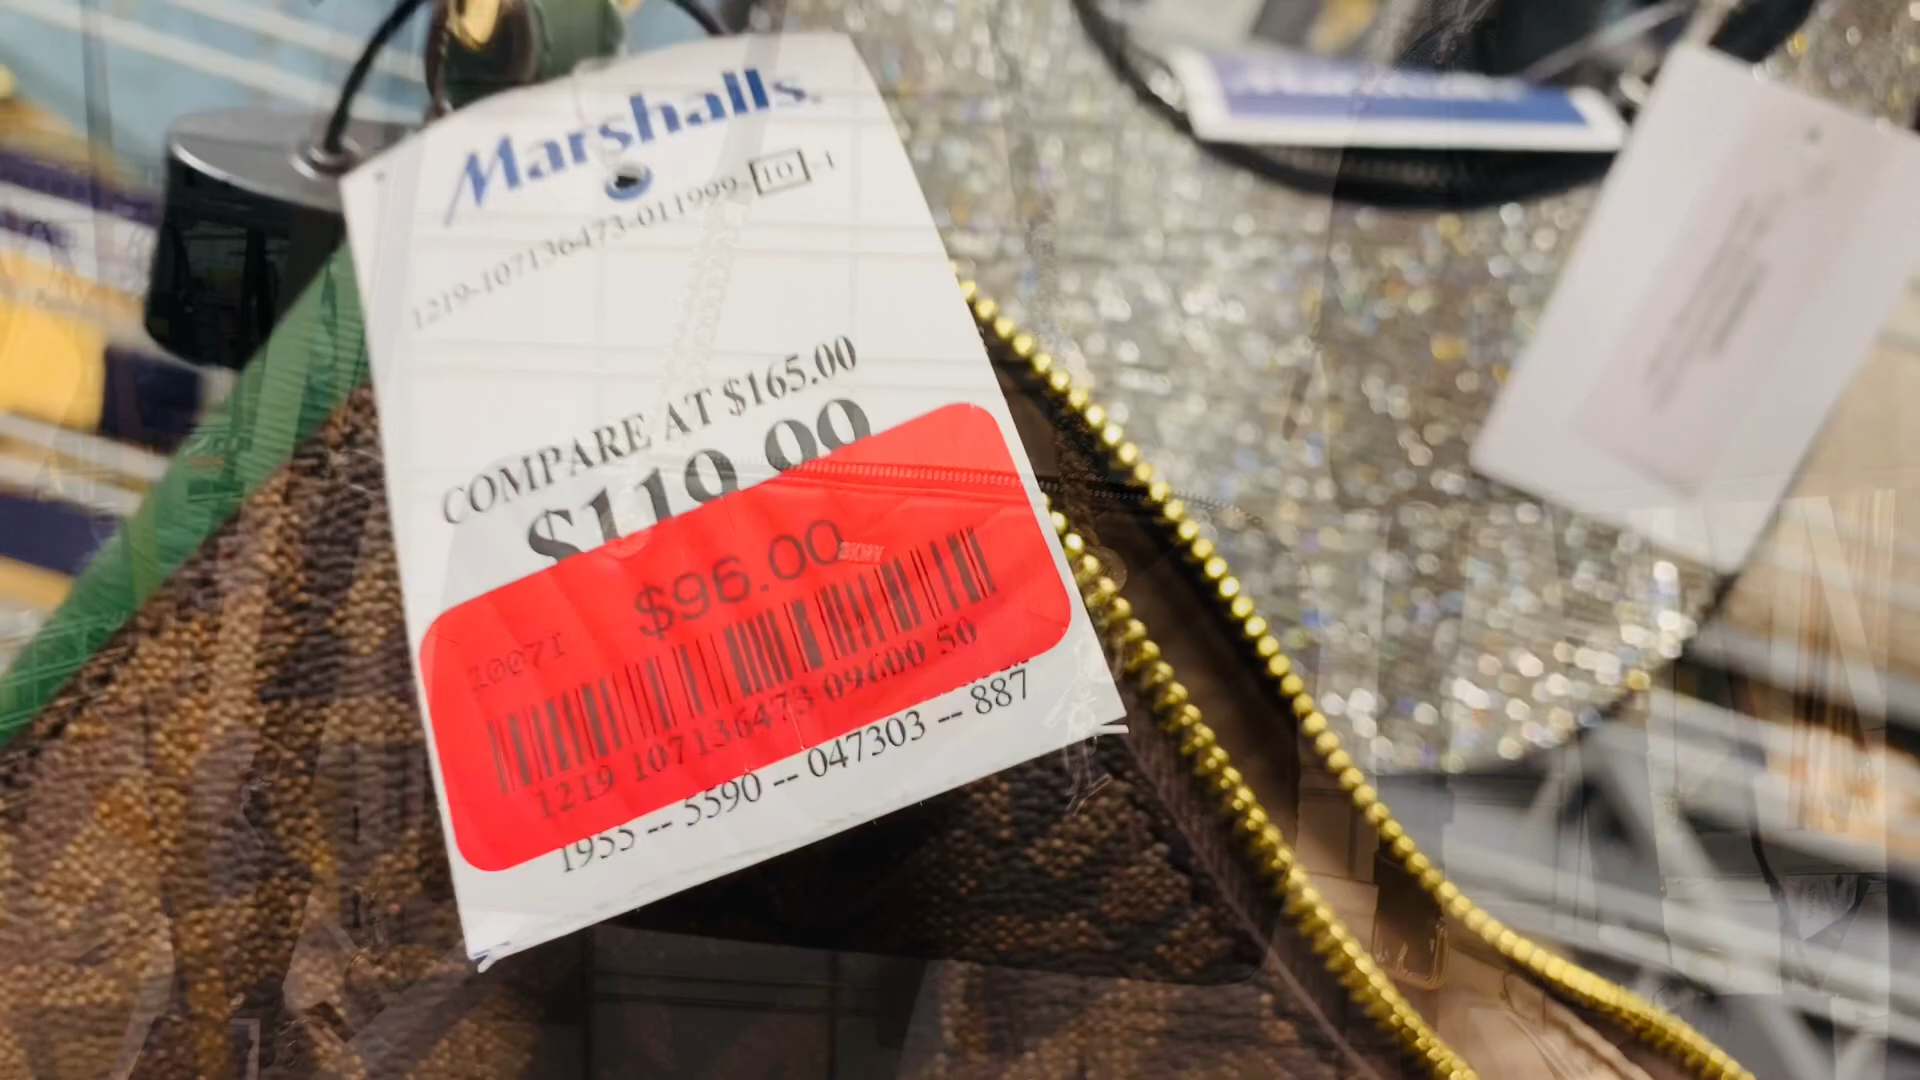 Marshalls.
1219-107136473-011999-10-1
COMPARE AT $165.00
$119.99
$96.00
10071
1219 107136473 09600 50
1955 -- 5590 -- 047303 -- 887